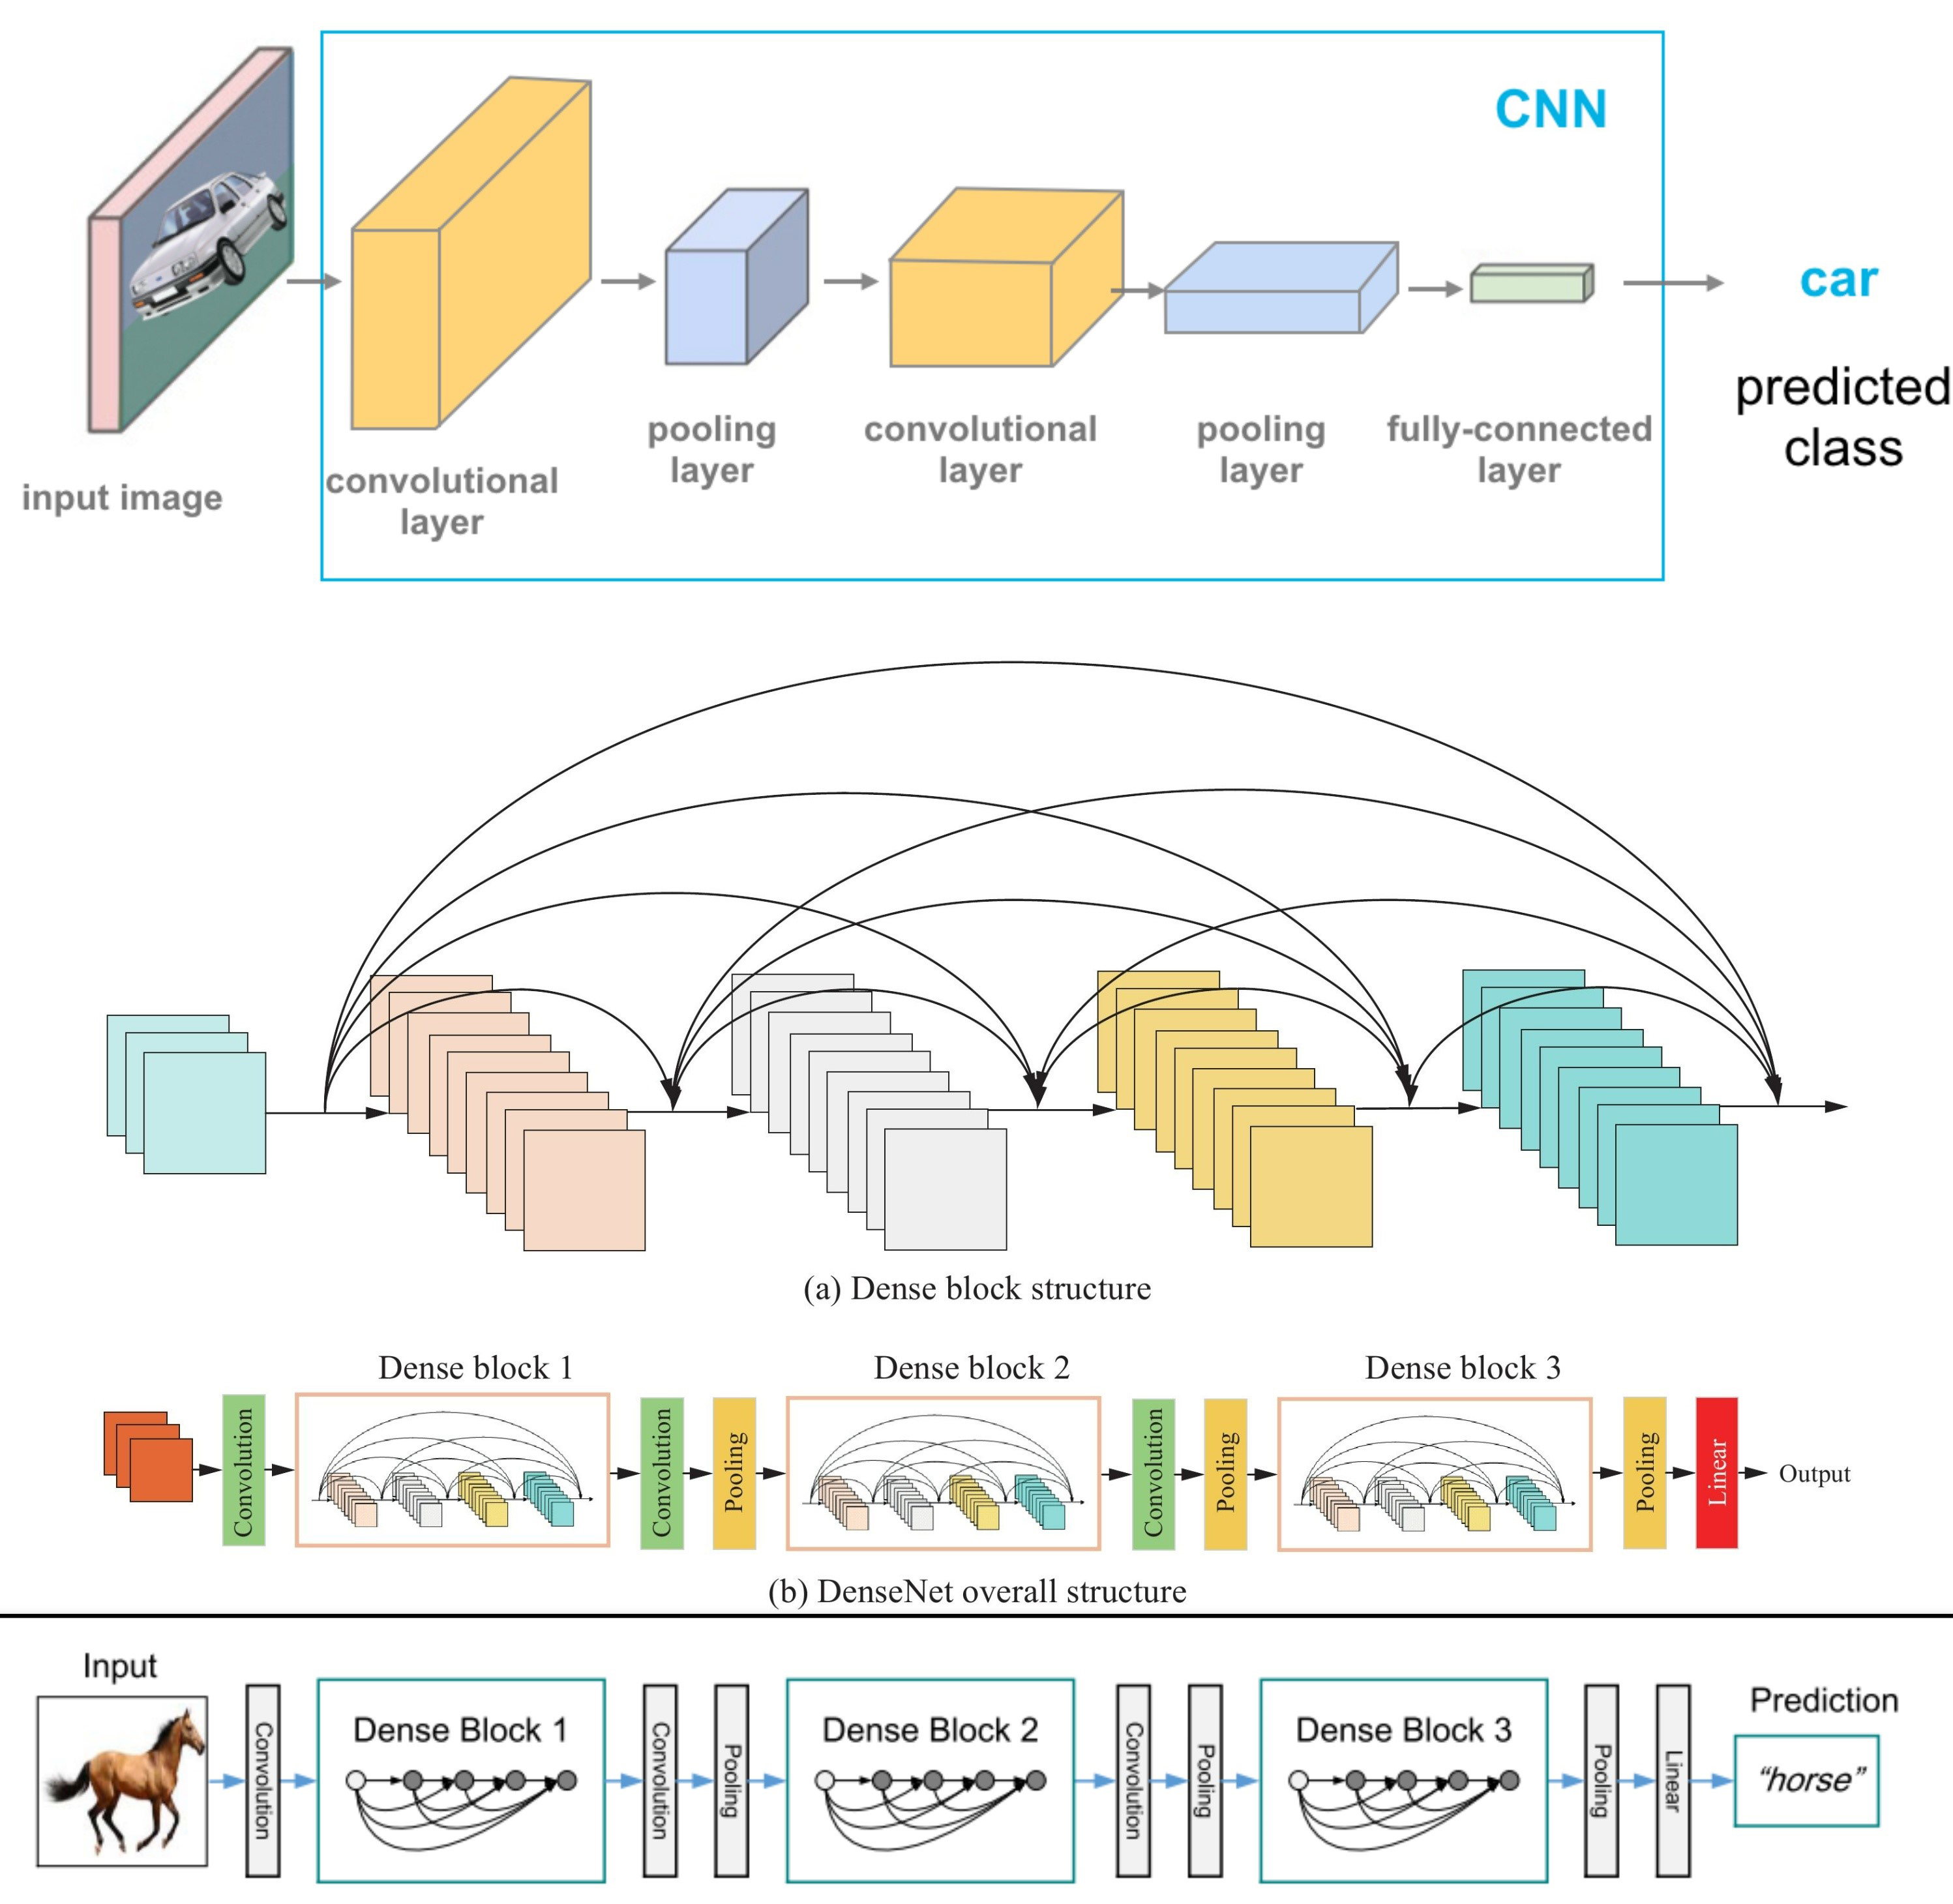 CNN
car
predicted
class
input image
convolutional
layer
pooling
layer
convolutional
layer
pooling
layer
fully-connected
layer
(a) Dense block structure
Dense block 1
Dense block 2
Dense block 3
Convolution
Convolution
Pooling
Convolution
Pooling
Pooling
Linear
Output
(b) DenseNet overall structure
Input
Convolution
Dense Block 1
Convolution
Pooling
Dense Block 2
Convolution
Pooling
Dense Block 3
Pooling
Linear
Prediction
“horse”